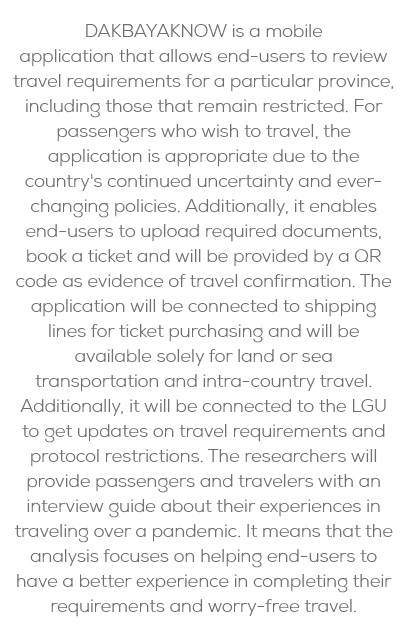 DAKBAYAKNOW is a mobile
application that allows end-users to review
travel requirements for a particular province,
including those that remain restricted. For
passengers who wish to travel, the
application is appropriate due to the
country's continued uncertainty and ever-
changing policies. Additionally, it enables
end-users to upload required documents,
book a ticket and will be provided by a QR
code as evidence of travel confirmation. The
application will be connected to shipping
lines for ticket purchasing and will be
available solely for land or sea
transportation and intra-country travel.
Additionally, it will be connected to the LGU
to get updates on travel requirements and
protocol restrictions. The researchers will
provide passengers and travelers with an
interview guide about their experiences in
traveling over a pandemic. It means that the
analysis focuses on helping end-users to
have a better experience in completing their
requirements and worry-free travel.